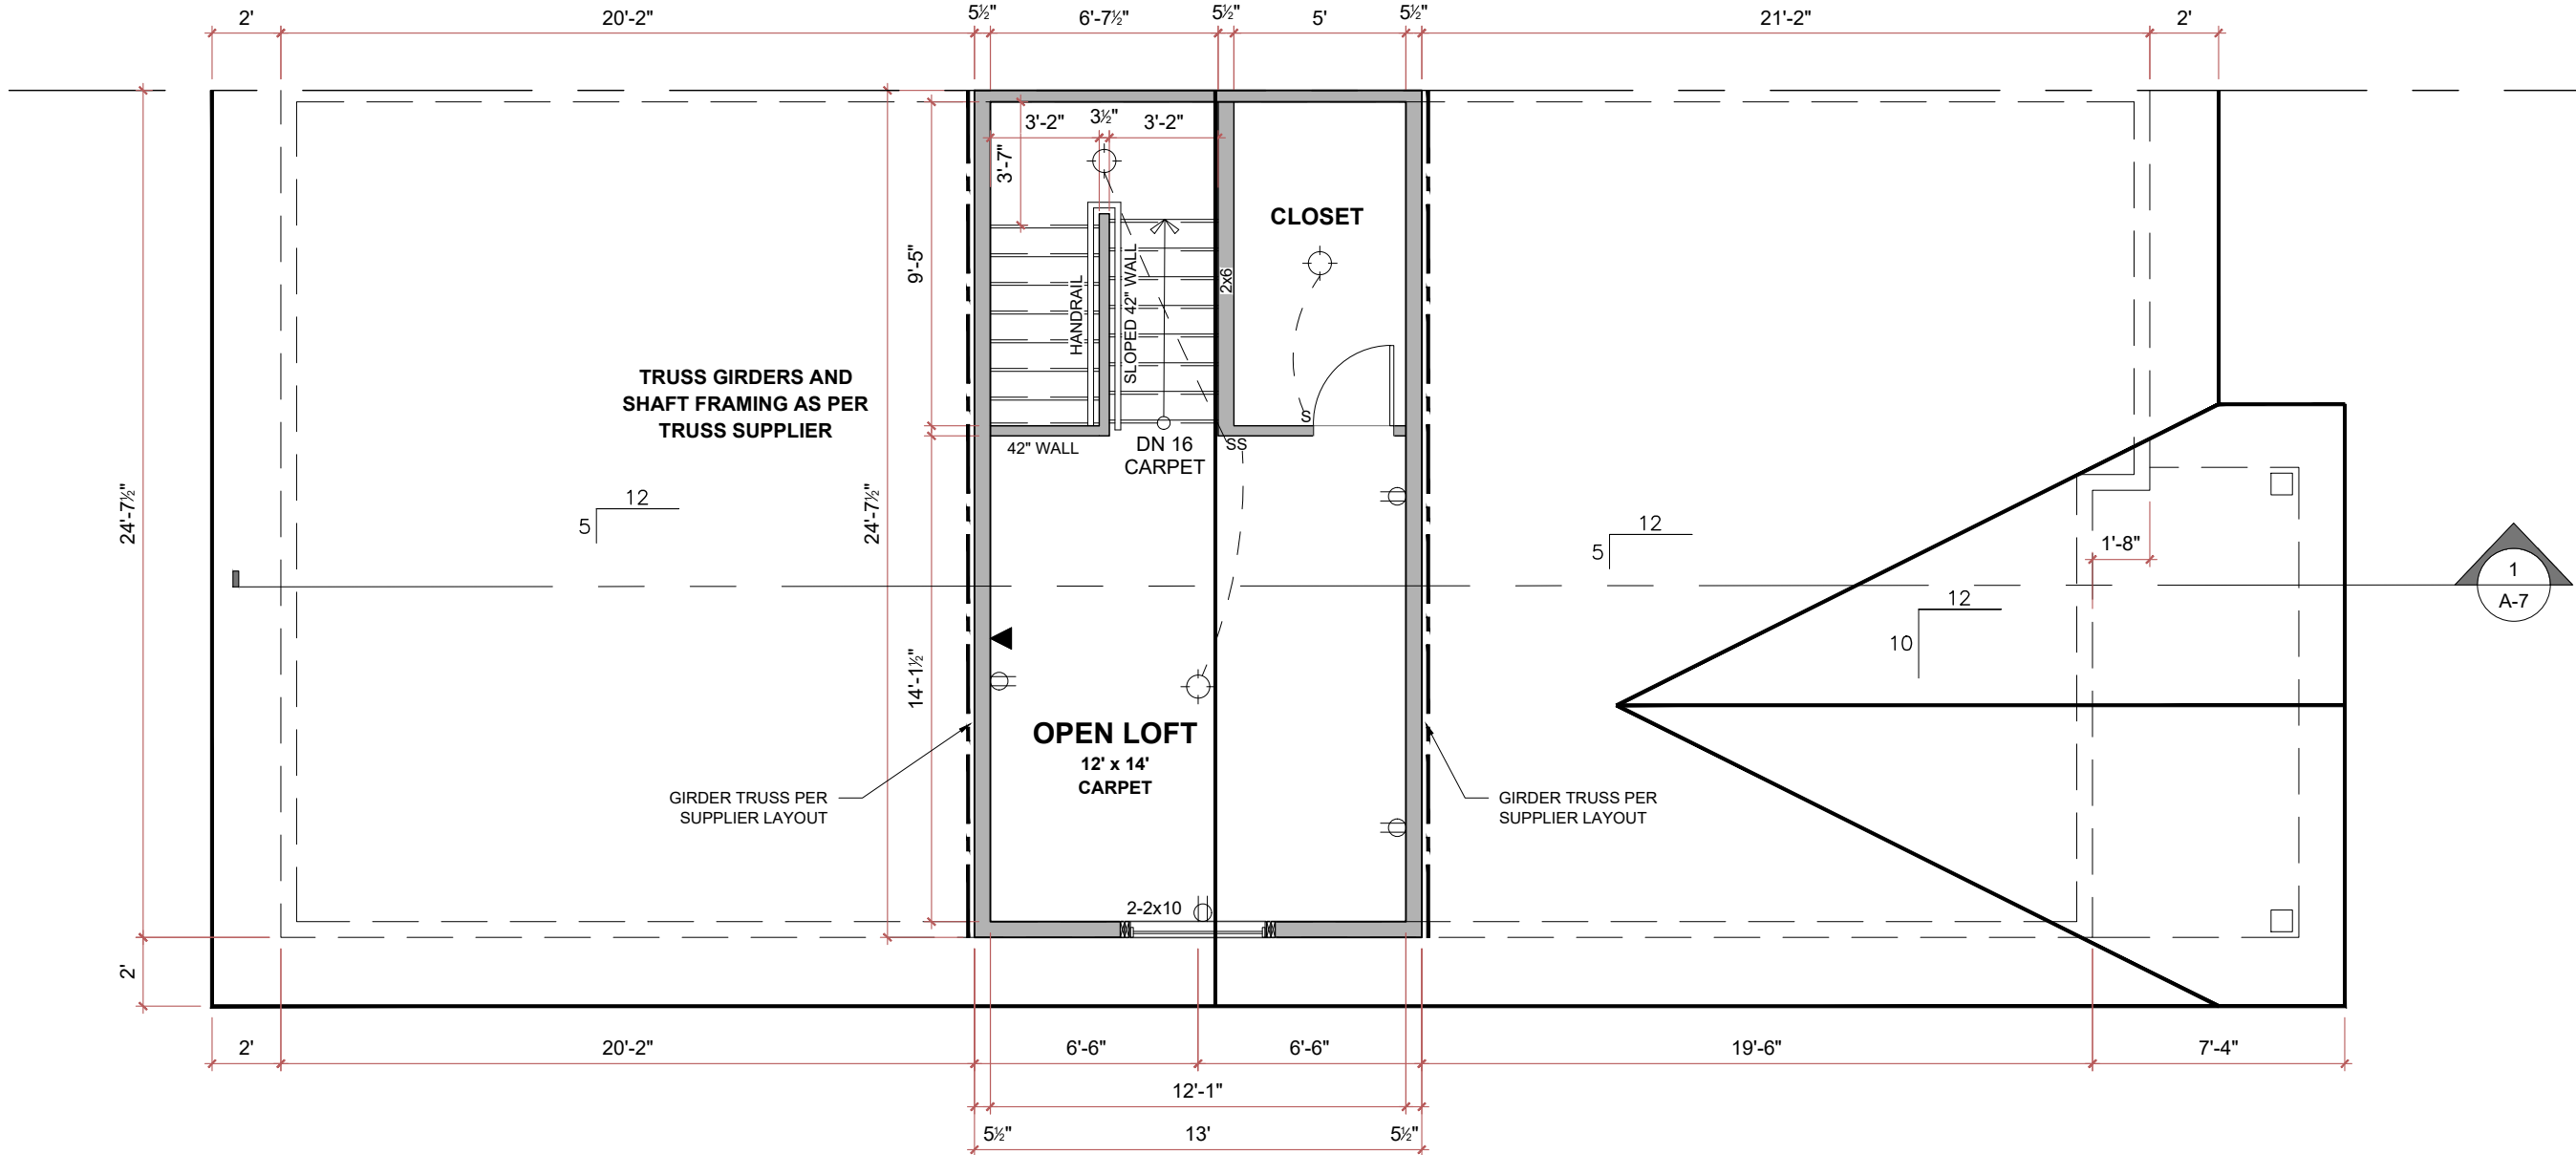 2'
20'-2"
5½"
6'-7½"
5½"
5'
5½"
21'-2"
2'
3'-2"
3½"
3'-2"
3'-7"
CLOSET
9'-5"
HANDRAIL
SLOPED 42" WALL
2x6
TRUSS GIRDERS AND
SHAFT FRAMING AS PER
TRUSS SUPPLIER
S
42" WALL
DN 16
CARPET
SS
24'-7½"
24'-7½"
12
5
12
5
1'-8"
1
A-7
12
10
14'-1½"
OPEN LOFT
12' x 14'
CARPET
GIRDER TRUSS PER
SUPPLIER LAYOUT
GIRDER TRUSS PER
SUPPLIER LAYOUT
2-2x10
2'
2'
20'-2"
6'-6"
6'-6"
19'-6"
7'-4"
12'-1"
5½"
13'
5½"